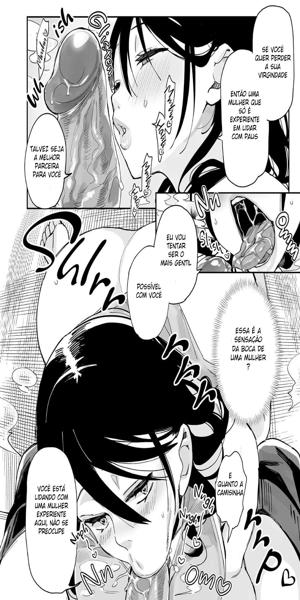 SE VOCÊ
QUER PERDER
A SUA
VIRGINDADE
ENTÃO UMA
MULHER QUE
SÓ É
EXPERIENTE
EM LIDAR
COM PAUS
TALVEZ SEJA
A MELHOR
PARCEIRA
PARA VOCÊ
EU VOU
TENTAR
SER O
MAIS GENTIL
POSSÍVEL
COM VOCÊ
ESSA É A
SENSAÇÃO
DA BOCA DE
UMA MULHER
?
E
QUANTO A
CAMISINHA
VOCÊ ESTÁ
LIDANDO COM
UMA MULHER
EXPERIENTE
AQUI, NÃO SE
PREOCUPE